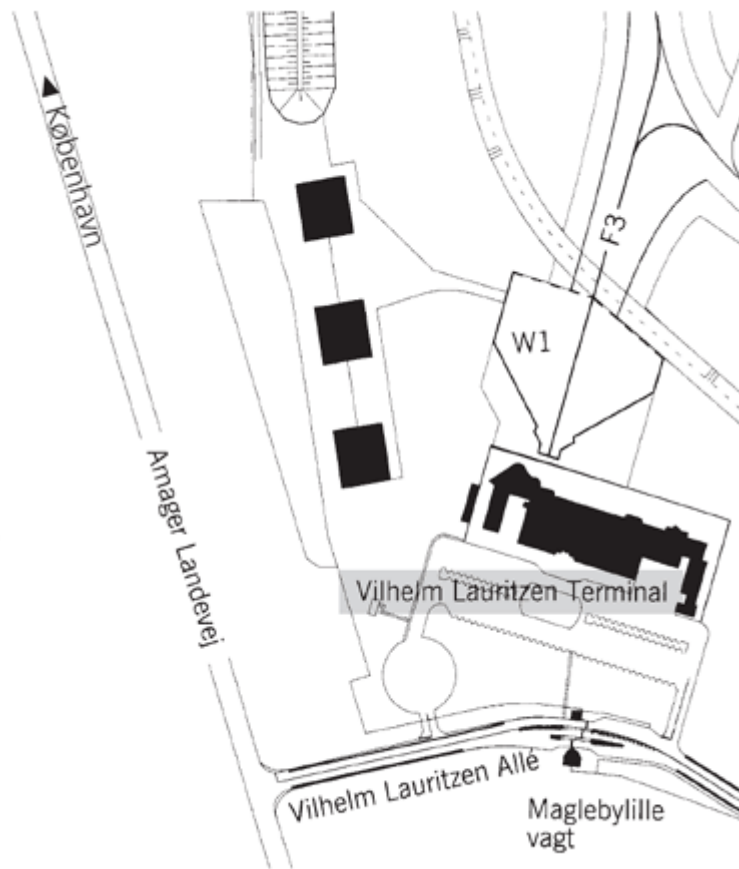 København
F3
W1
Amager Landevej
Vilhelm Lauritzen Terminal
Vilhelm Lauritzen Allé
Maglebylille
vagt